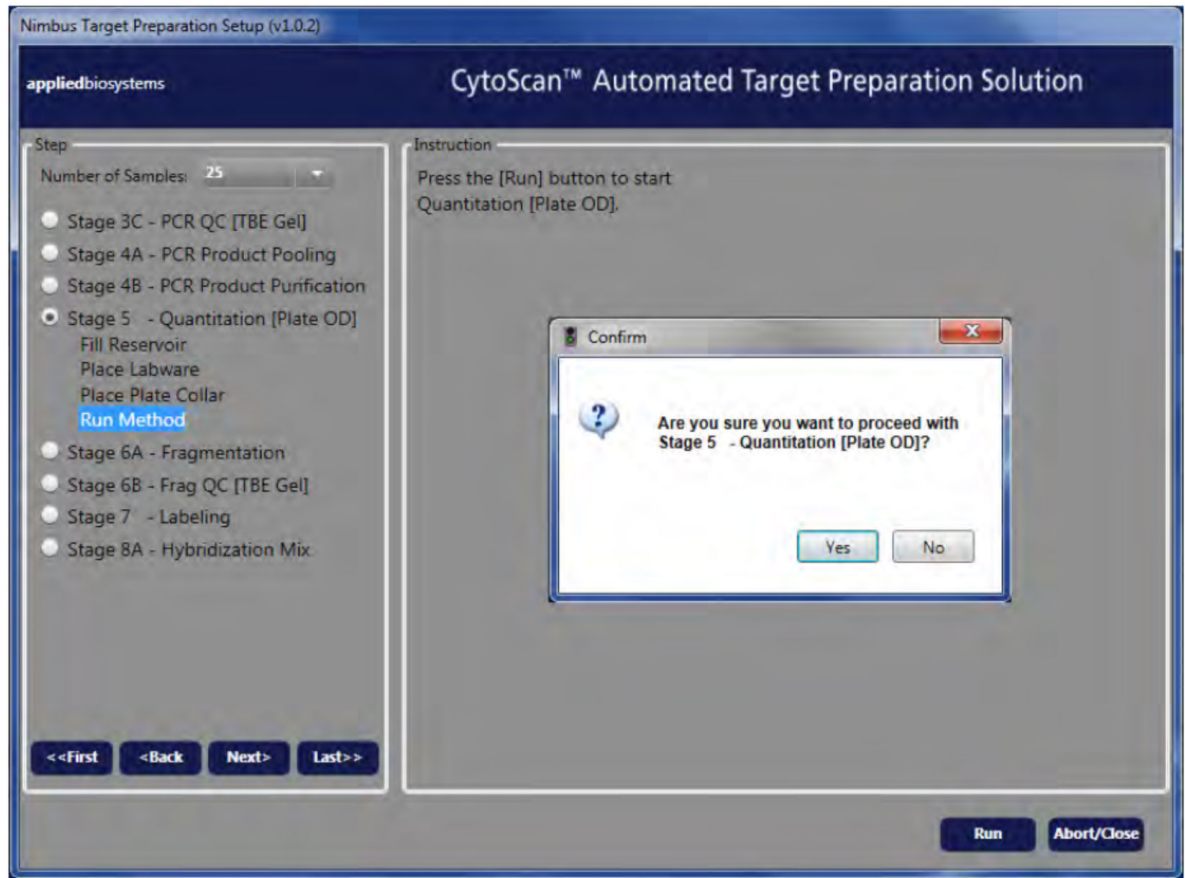 Nimbus Target Preparation Setup (v1.0.2)
appliedbiosystems
CytoScan™ Automated Target Preparation Solution
Step
Number of Samples: 25
Stage 3C - PCR QC [TBE Gel]
Stage 4A - PCR Product Pooling
Stage 4B - PCR Product Purification
Stage 5 - Quantitation [Plate OD]
Fill Reservoir
Place Labware
Place Plate Collar
Run Method
Stage 6A - Fragmentation
Stage 6B - Frag QC [TBE Gel]
Stage 7 - Labeling
Stage 8A - Hybridization Mix
<<First <Back Next> Last>>
Instruction
Press the [Run] button to start
Quantitation [Plate OD].
Confirm
Are you sure you want to proceed with
Stage 5 - Quantitation [Plate OD]?
Yes No
Run Abort/Close